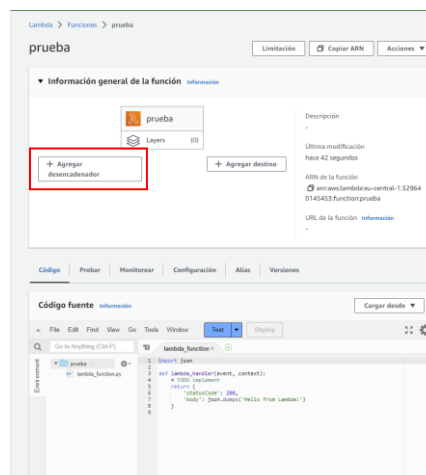 Lambda > Funciones > prueba
prueba
Limitación
Copiar ARN
Acciones ▼
▼ Información general de la función Información
prueba
Layers (0)
+ Agregar
desencadenador
+ Agregar destino
Descripción
-
Última modificación
hace 42 segundos
ARN de la función
arn:aws:lambda:eu-central-1:32964
0145453:function:prueba
URL de la función Información
-
Código
Probar
Monitorear
Configuración
Alias
Versiones
Código fuente Información
Cargar desde ▼
File Edit Find View Go Tools Window Test Deploy
Go to Anything (Ctrl-P)
lambda_function ×
Environment
prueba /
lambda_function.py
1 import json
2
3 def lambda_handler(event, context):
4 # TODO implement
5 return {
6 'statusCode': 200,
7 'body': json.dumps('Hello from Lambda!')
8 }
9